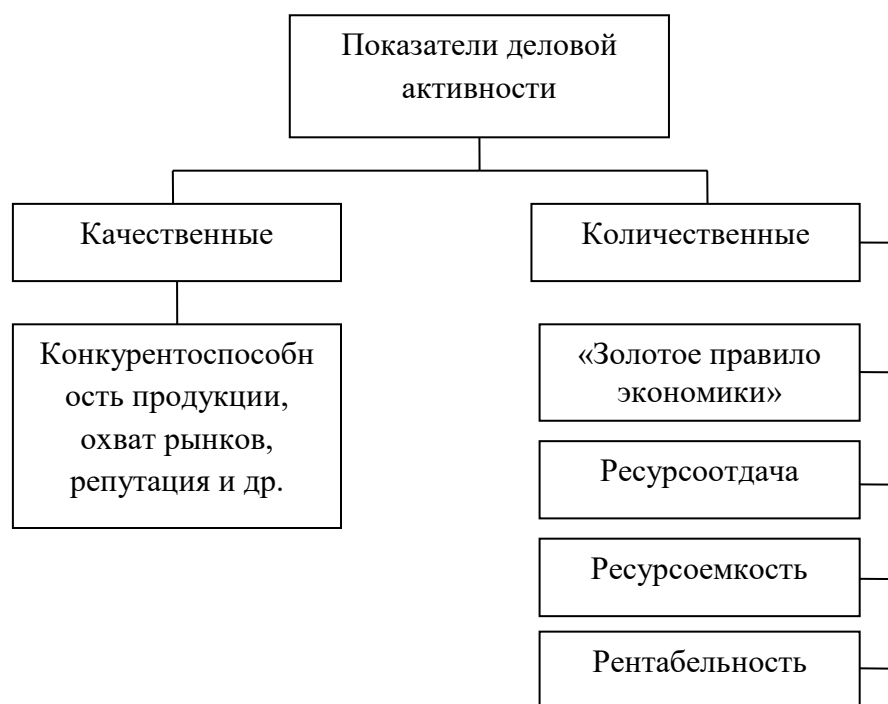 Показатели деловой
активности
Качественные
Количественные
Конкурентоспособн
ость продукции,
охват рынков,
репутация и др.
«Золотое правило
экономики»
Ресурсоотдача
Ресурсоемкость
Рентабельность